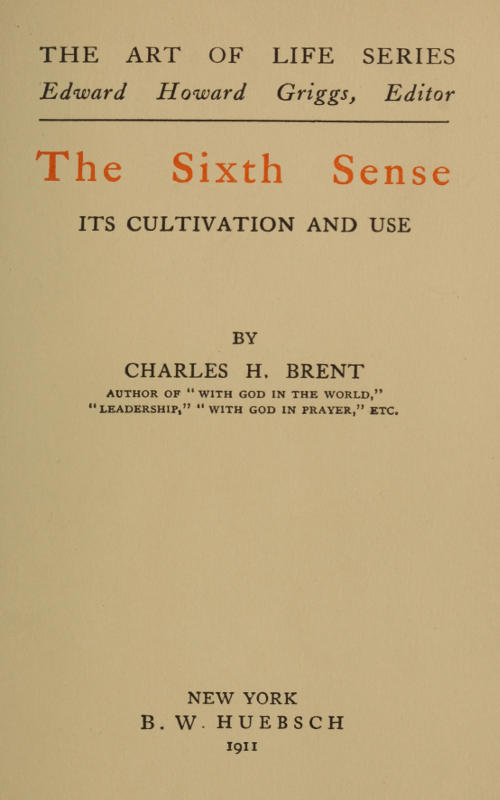 THE ART OF LIFE SERIES
Edward Howard Griggs, Editor
The Sixth Sense
ITS CULTIVATION AND USE
BY
CHARLES H. BRENT
AUTHOR OF "WITH GOD IN THE WORLD,"
"LEADERSHIP," "WITH GOD IN PRAYER," ETC.
NEW YORK
B. W. HUEBSCH
1911